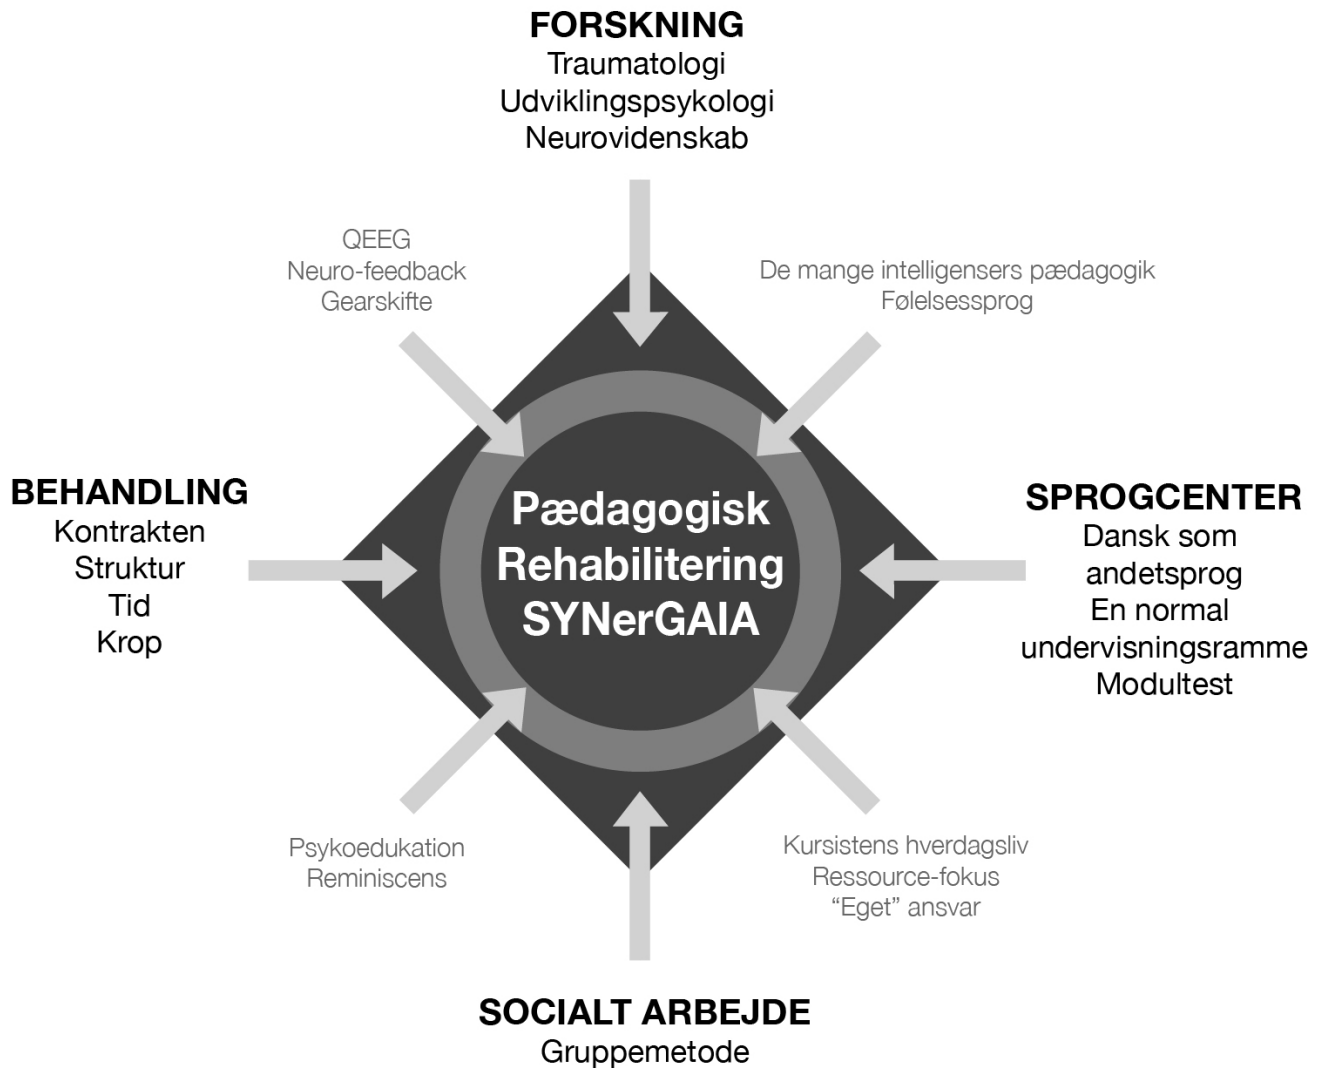 FORSKNING
Traumatologi
Udviklingspsykologi
Neurovidenskab
QEEG
Neuro-feedback
Gearskifte
De mange intelligensers pædagogik
Følelsessprog
BEHANDLING
Kontrakten
Struktur
Tid
Krop
Pædagogisk
Rehabilitering
SYNerGAIA
SPROGCENTER
Dansk som
andetsprog
En normal
undervisningsramme
Modultest
Psykoedukation
Reminiscens
Kursistens hverdagsliv
Ressource-fokus
“Eget” ansvar
SOCIALT ARBEJDE
Gruppemetode